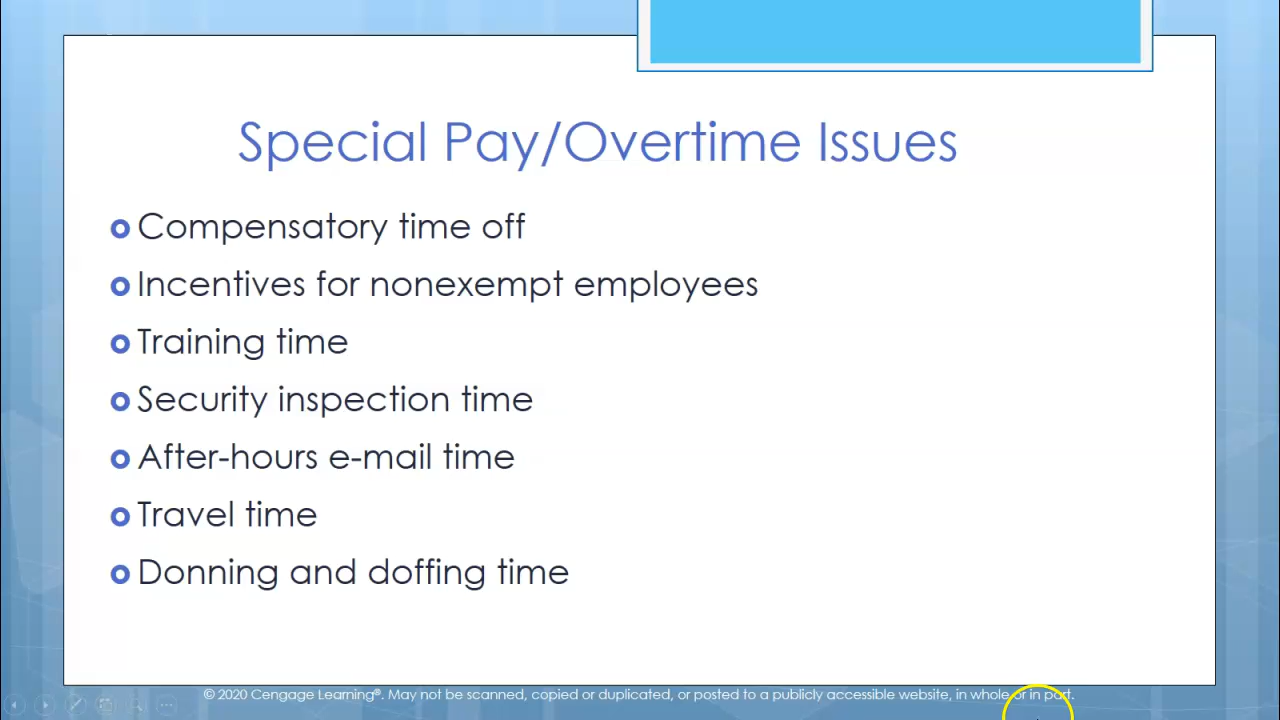 Special Pay/Overtime Issues
Compensatory time off
Incentives for nonexempt employees
Training time
Security inspection time
After-hours e-mail time
Travel time
Donning and doffing time
© 2020 Cengage Learning®. May not be scanned, copied or duplicated, or posted to a publicly accessible website, in whole or in part.